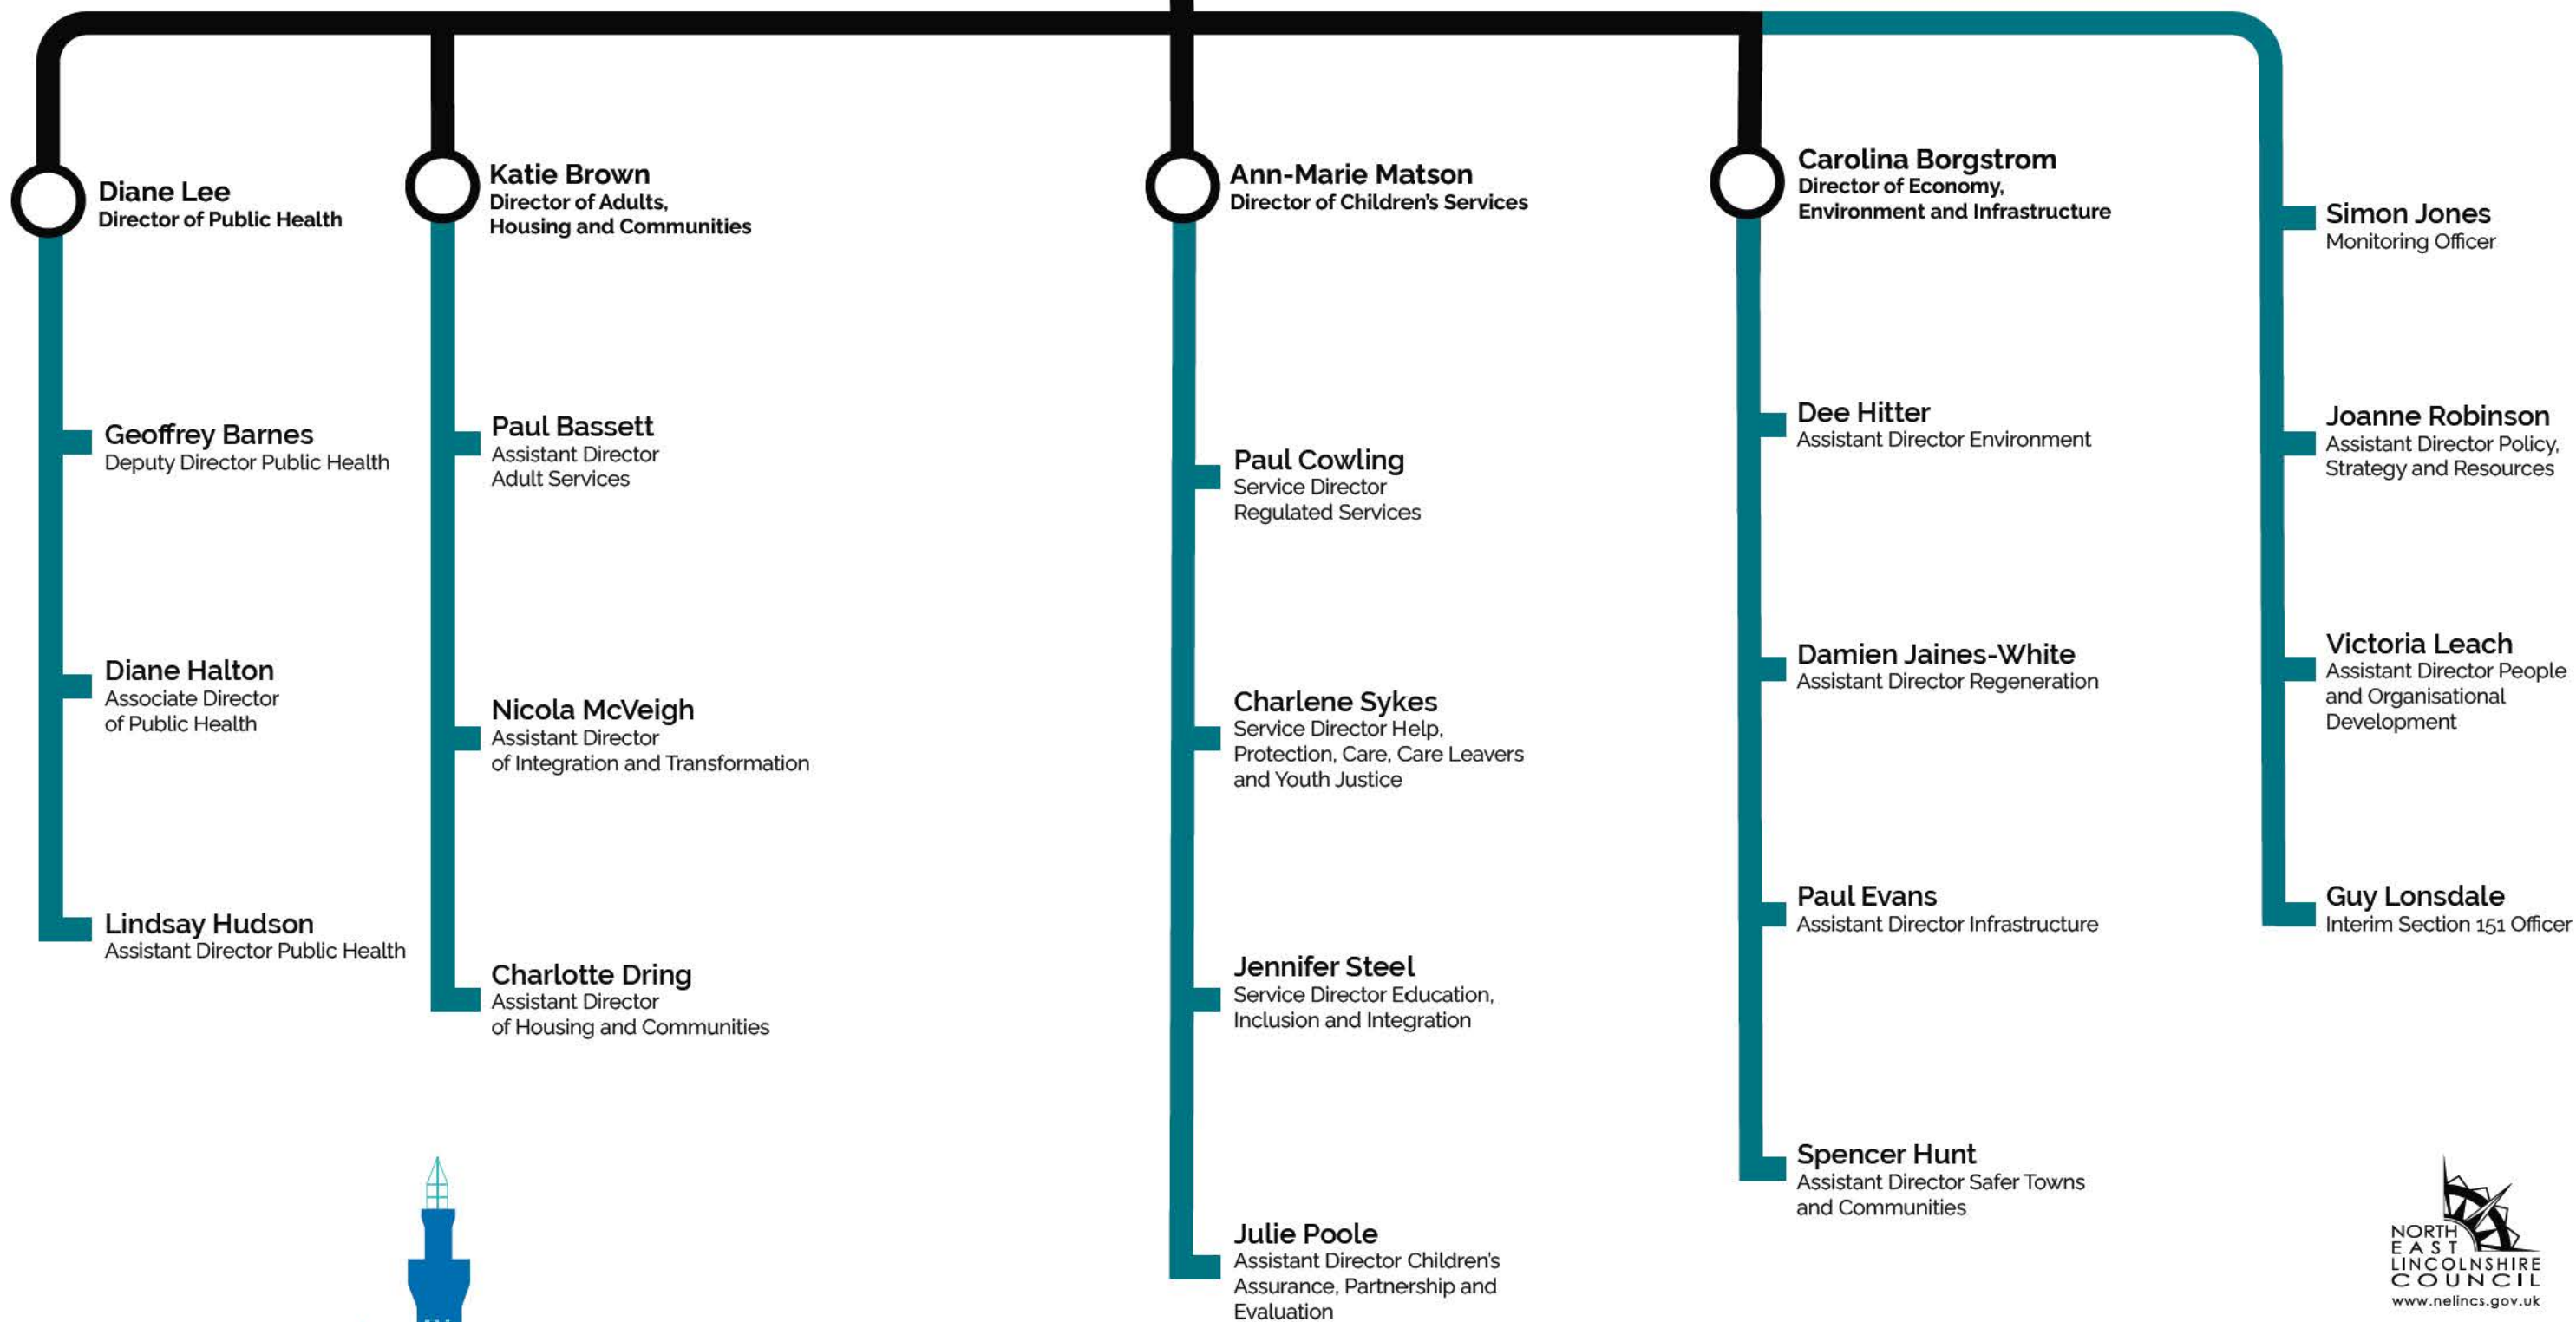 Diane Lee
Director of Public Health
Geoffrey Barnes
Deputy Director Public Health
Diane Halton
Associate Director
of Public Health
Lindsay Hudson
Assistant Director Public Health
Katie Brown
Director of Adults,
Housing and Communities
Paul Bassett
Assistant Director
Adult Services
Nicola McVeigh
Assistant Director
of Integration and Transformation
Charlotte Dring
Assistant Director
of Housing and Communities
Ann-Marie Matson
Director of Children's Services
Paul Cowling
Service Director
Regulated Services
Charlene Sykes
Service Director Help,
Protection, Care, Care Leavers
and Youth Justice
Jennifer Steel
Service Director Education,
Inclusion and Integration
Julie Poole
Assistant Director Children's
Assurance, Partnership and
Evaluation
Carolina Borgstrom
Director of Economy,
Environment and Infrastructure
Dee Hitter
Assistant Director Environment
Damien Jaines-White
Assistant Director Regeneration
Paul Evans
Assistant Director Infrastructure
Spencer Hunt
Assistant Director Safer Towns
and Communities
Simon Jones
Monitoring Officer
Joanne Robinson
Assistant Director Policy,
Strategy and Resources
Victoria Leach
Assistant Director People
and Organisational
Development
Guy Lonsdale
Interim Section 151 Officer
NORTH
EAST
LINCOLNSHIRE
COUNCIL
www.nelincs.gov.uk